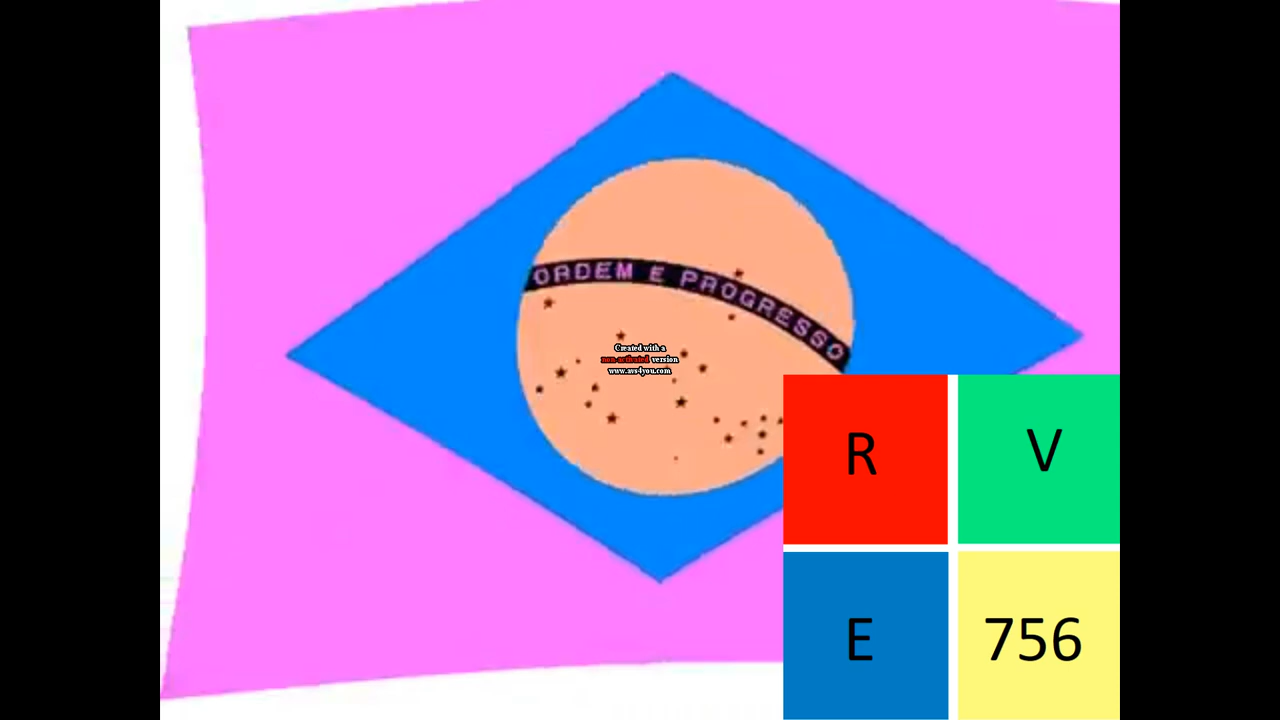 ORDEM E PROGRESSO
Created with a
non-activated version
www.avs4you.com
R
V
E
756